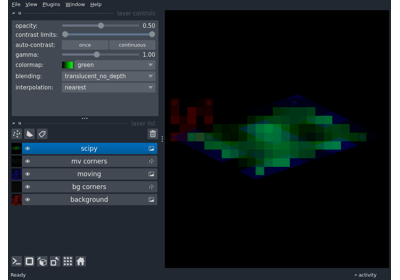 File View Plugins Window Help
layer controls
opacity: 0.50
contrast limits:
auto-contrast: once continuous
gamma: 1.00
colormap: green
blending: translucent_no_depth
interpolation: nearest
layer list
scipy
mv corners
moving
bg corners
background
Ready activity